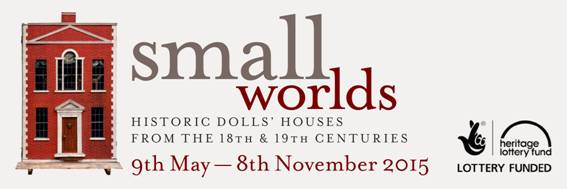 small
worlds
HISTORIC DOLLS' HOUSES
FROM THE 18TH & 19TH CENTURIES
9th May — 8th November 2015
heritage
lottery fund
LOTTERY FUNDED